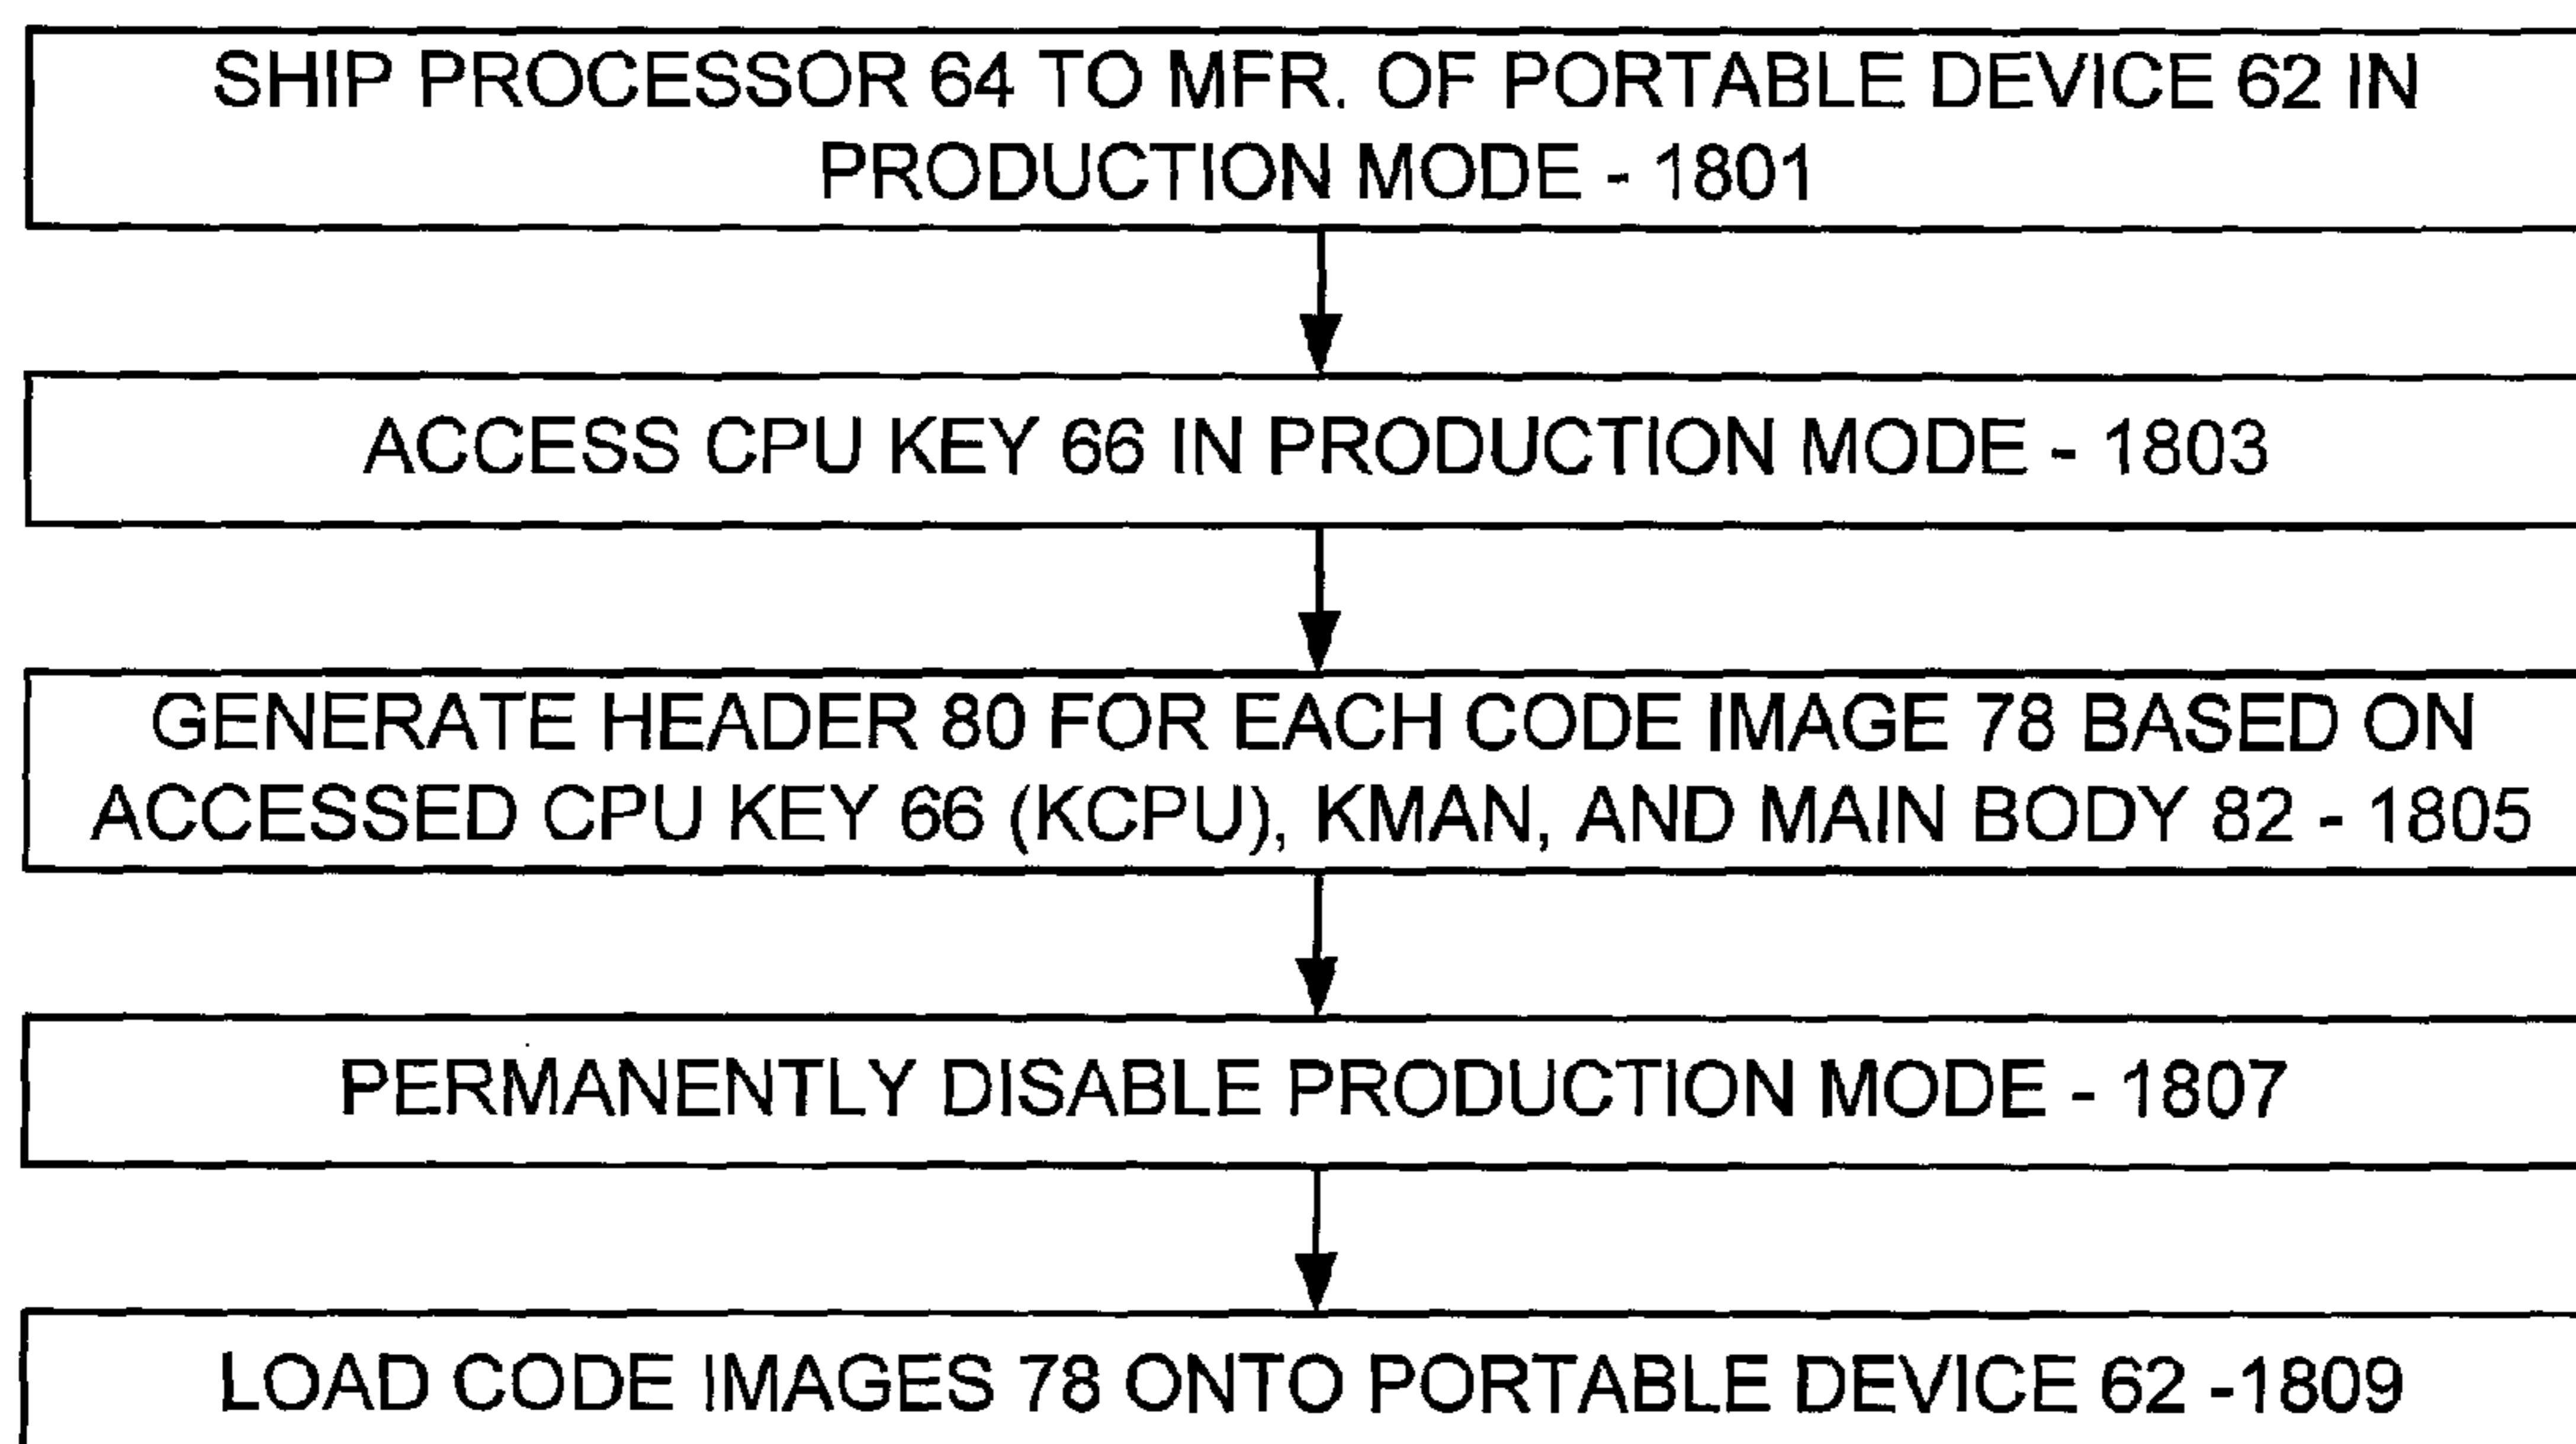 SHIP PROCESSOR 64 TO MFR. OF PORTABLE DEVICE 62 IN
PRODUCTION MODE - 1801
ACCESS CPU KEY 66 IN PRODUCTION MODE - 1803
GENERATE HEADER 80 FOR EACH CODE IMAGE 78 BASED ON
ACCESSED CPU KEY 66 (KCPU), KMAN, AND MAIN BODY 82 - 1805
PERMANENTLY DISABLE PRODUCTION MODE - 1807
LOAD CODE IMAGES 78 ONTO PORTABLE DEVICE 62 -1809